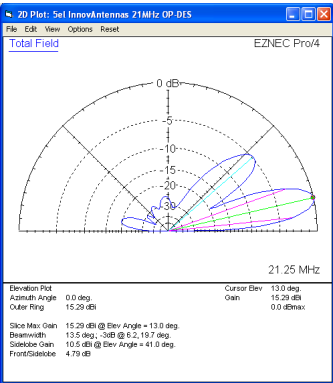 2D Plot: 5el InnovAntennas 21MHz OP-DES
File Edit View Options Reset
Total Field
EZNEC Pro/4
0 dB
-5
-10
-15
-20
-30
21.25 MHz
Elevation Plot
Azimuth Angle 0.0 deg.
Outer Ring 15.29 dBi
Cursor Elev 13.0 deg.
Gain 15.29 dBi
0.0 dBmax
Slice Max Gain 15.29 dBi @ Elev Angle = 13.0 deg.
Beamwidth 13.5 deg.; -3dB @ 6.2, 19.7 deg.
Sidelobe Gain 10.5 dBi @ Elev Angle = 41.0 deg.
Front/Sidelobe 4.79 dB